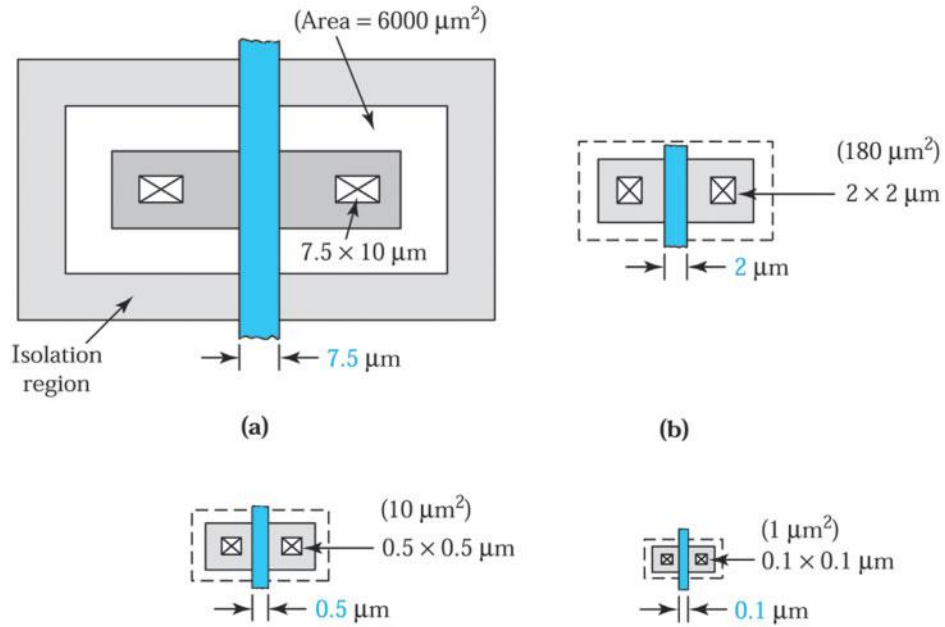 (Area = 6000 μm²)
(180 μm²)
2 × 2 μm
7.5 × 10 μm
2 μm
Isolation
region
7.5 μm
(a)
(b)
(10 μm²)
0.5 × 0.5 μm
0.5 μm
(1 μm²)
0.1 × 0.1 μm
0.1 μm